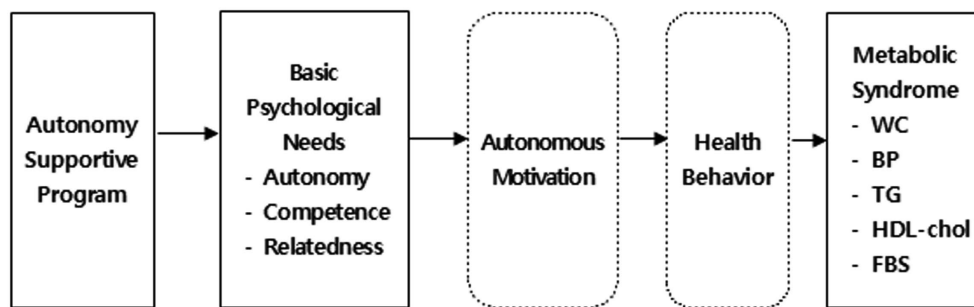 Autonomy
Supportive
Program
Basic
Psychological
Needs
- Autonomy
- Competence
- Relatedness
Autonomous
Motivation
Health
Behavior
Metabolic
Syndrome
- WC
- BP
- TG
- HDL-chol
- FBS